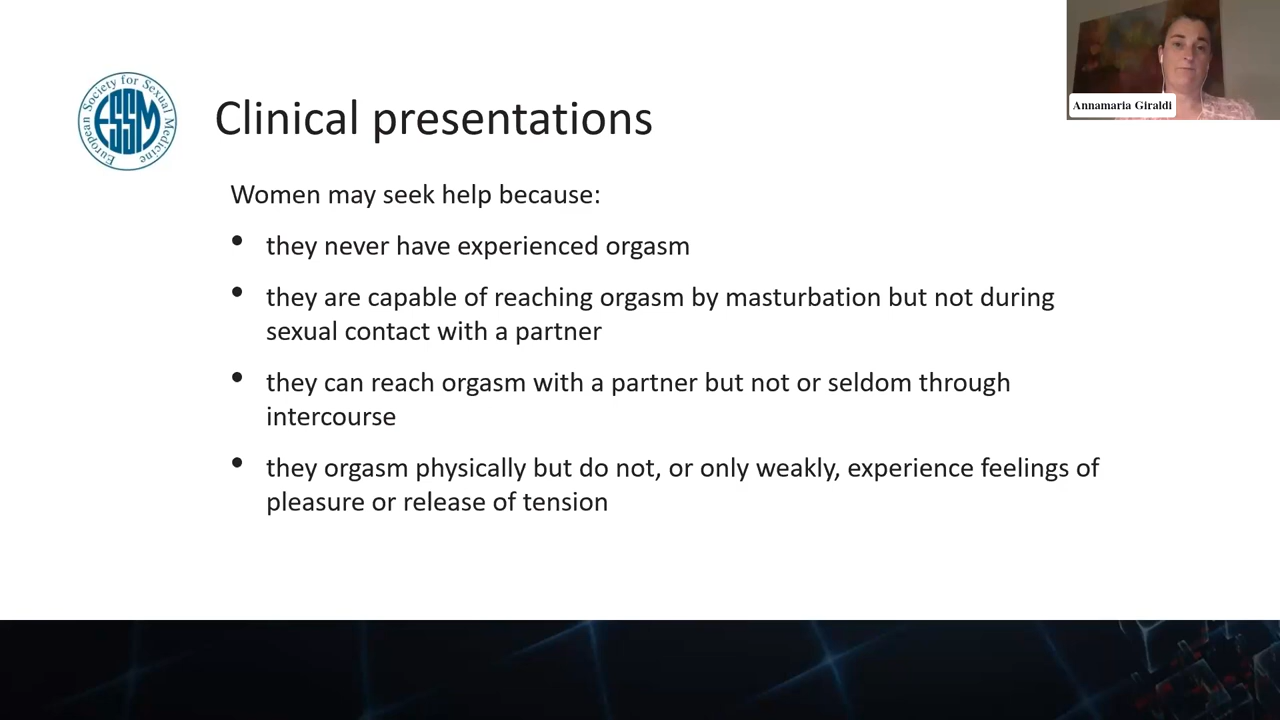 European Society for Sexual Medicine
ESSM
Clinical presentations
Annamaria Giraldi
Women may seek help because:
• they never have experienced orgasm
• they are capable of reaching orgasm by masturbation but not during
sexual contact with a partner
• they can reach orgasm with a partner but not or seldom through
intercourse
• they orgasm physically but do not, or only weakly, experience feelings of
pleasure or release of tension